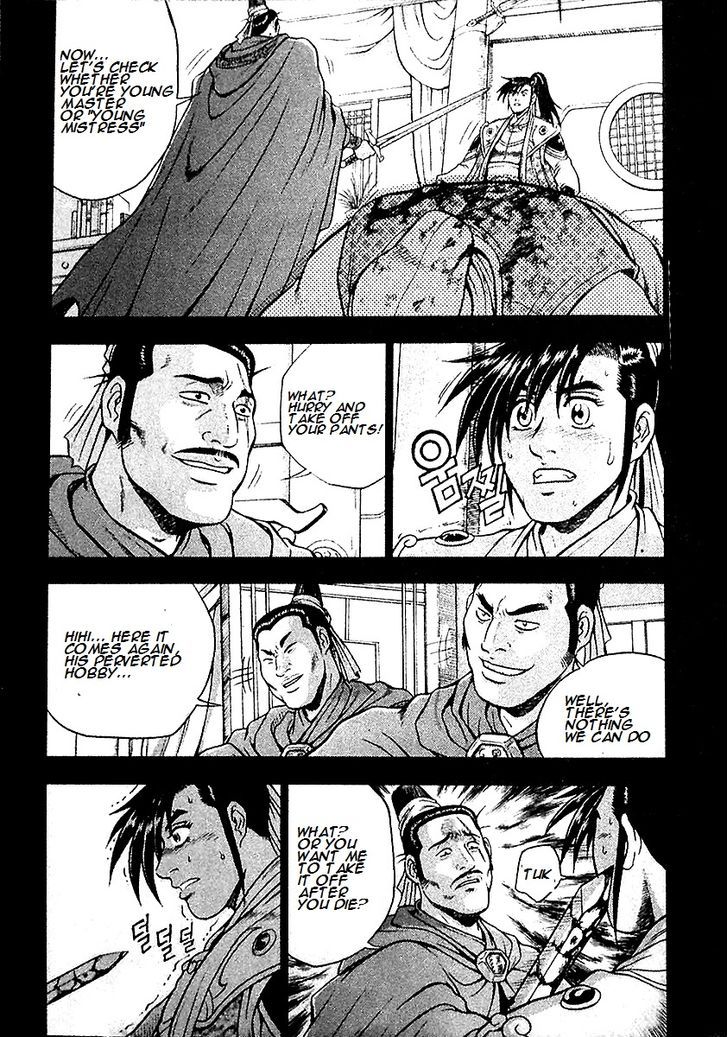 NOW...
LET'S CHECK
WHETHER
YOU'RE YOUNG
MASTER
OR "YOUNG
MISTRESS"
WHAT?
HURRY AND
TAKE OFF
YOUR PANTS!
움찔
HIHI... HERE IT
COMES AGAIN,
HIS PERVERTED
HOBBY...
WELL,
THERE'S
NOTHING
WE CAN DO
덜덜덜
WHAT?
OR YOU
WANT ME
TO TAKE
IT OFF
AFTER
YOU DIE?
TUK